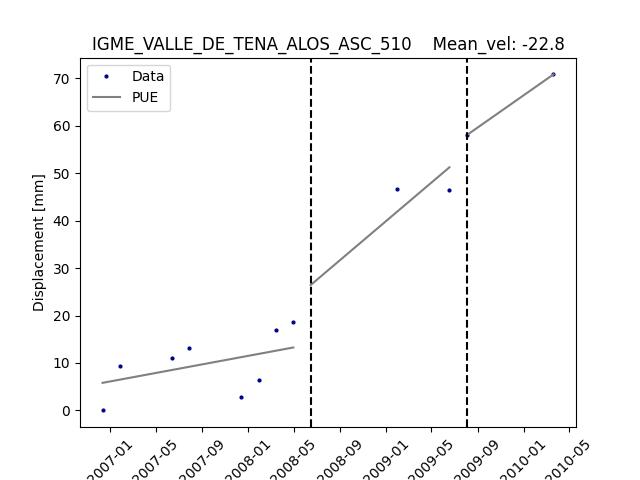 IGME_VALLE_DE_TENA_ALOS_ASC_510 Mean_vel: -22.8
Data
PUE
Displacement [mm]
70
60
50
40
30
20
10
0
2007-01 2007-05 2007-09 2008-01 2008-05 2008-09 2009-01 2009-05 2009-09 2010-01 2010-05